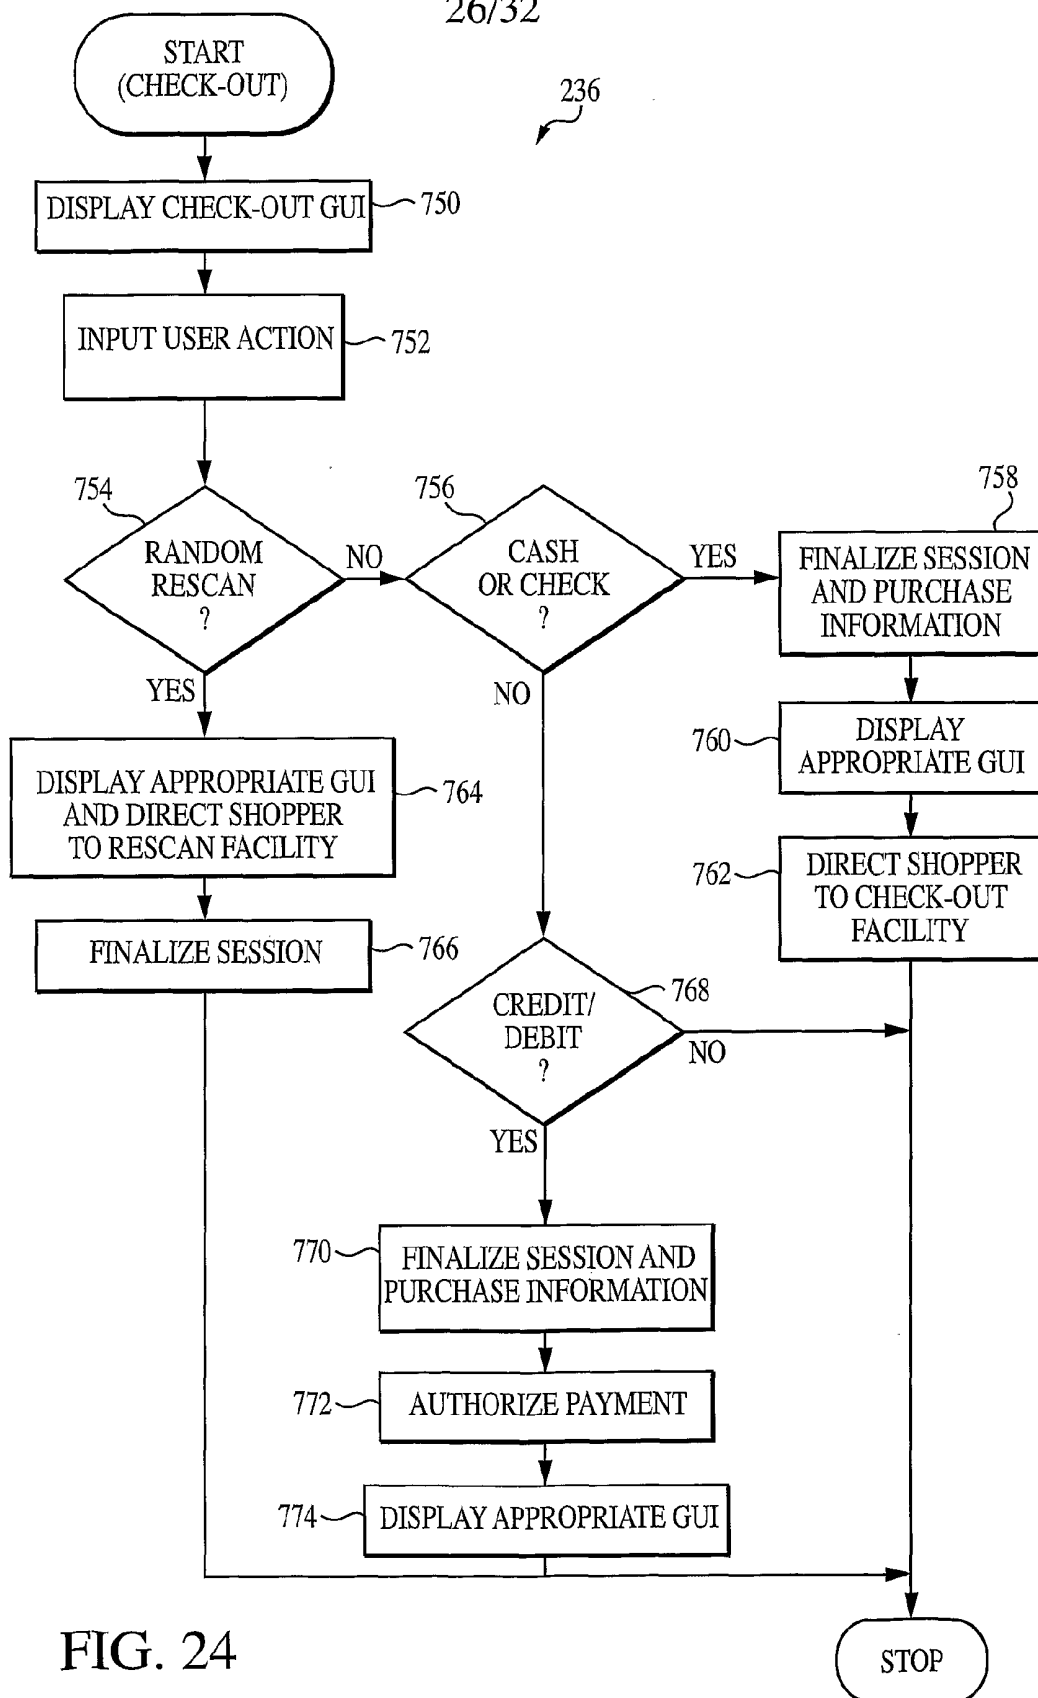 26/32
START
(CHECK-OUT)
236
DISPLAY CHECK-OUT GUI
750
INPUT USER ACTION
752
754
RANDOM
RESCAN
?
NO
YES
756
CASH
OR CHECK
?
YES
NO
758
FINALIZE SESSION
AND PURCHASE
INFORMATION
760
DISPLAY
APPROPRIATE GUI
762
DIRECT SHOPPER
TO CHECK-OUT
FACILITY
DISPLAY APPROPRIATE GUI
AND DIRECT SHOPPER
TO RESCAN FACILITY
764
FINALIZE SESSION
766
CREDIT/
DEBIT
?
768
NO
YES
770
FINALIZE SESSION AND
PURCHASE INFORMATION
772
AUTHORIZE PAYMENT
774
DISPLAY APPROPRIATE GUI
STOP
FIG. 24